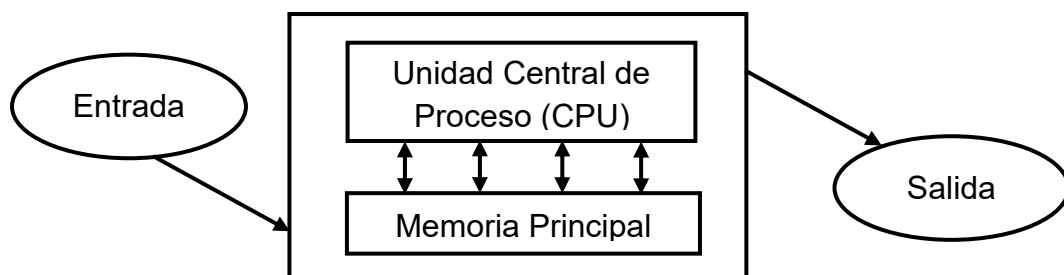 Entrada
Unidad Central de
Proceso (CPU)
Memoria Principal
Salida